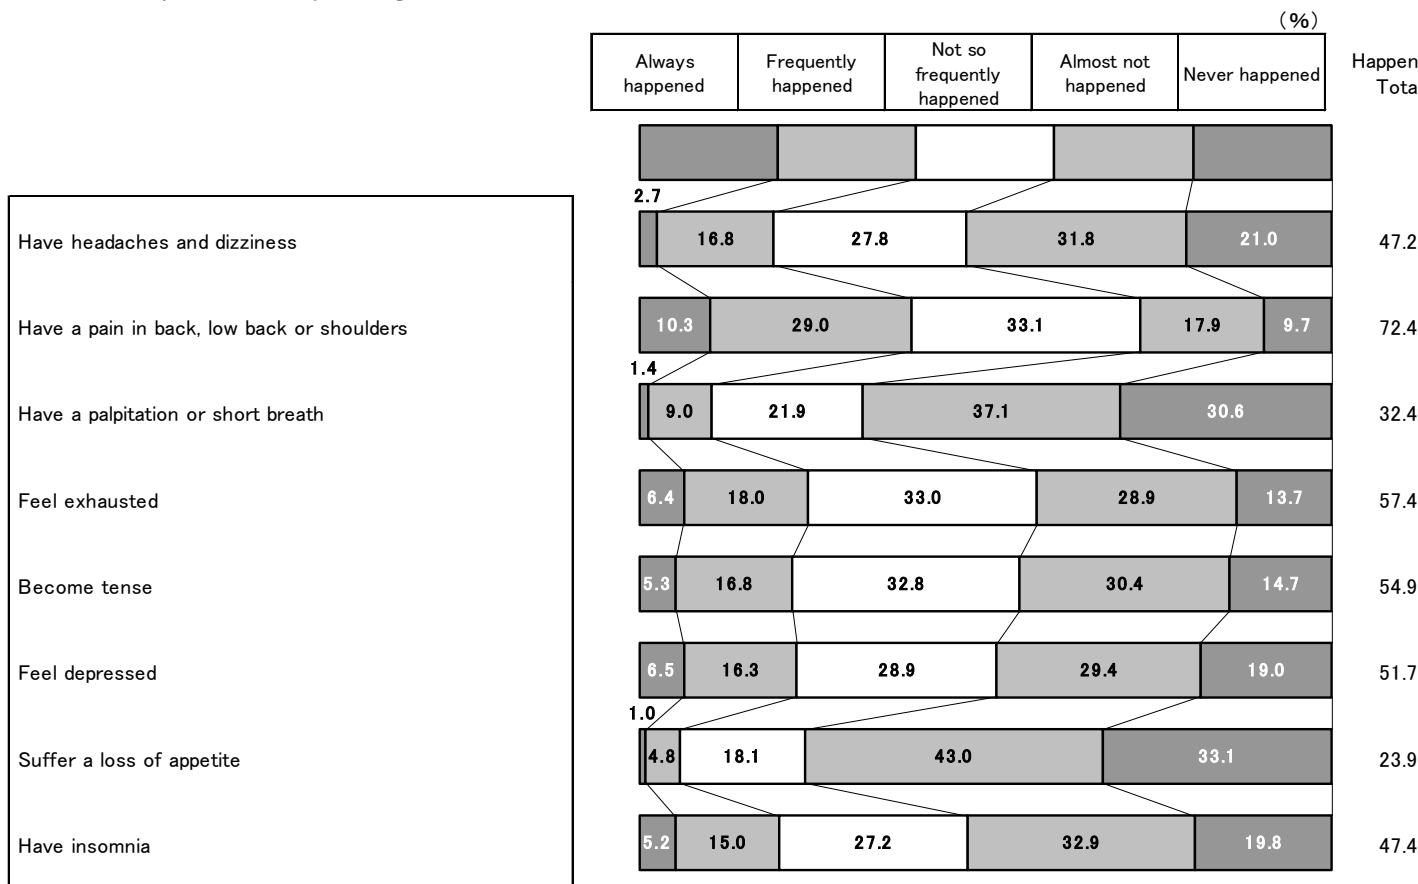 (%)
Always happened Frequently happened Not so frequently happened Almost not happened Never happened Happen Tota
2.7
Have headaches and dizziness 16.8 27.8 31.8 21.0 47.2
Have a pain in back, low back or shoulders 10.3 29.0 33.1 17.9 9.7 72.4
1.4
Have a palpitation or short breath 9.0 21.9 37.1 30.6 32.4
Feel exhausted 6.4 18.0 33.0 28.9 13.7 57.4
Become tense 5.3 16.8 32.8 30.4 14.7 54.9
Feel depressed 6.5 16.3 28.9 29.4 19.0 51.7
1.0
Suffer a loss of appetite 4.8 18.1 43.0 33.1 23.9
Have insomnia 5.2 15.0 27.2 32.9 19.8 47.4